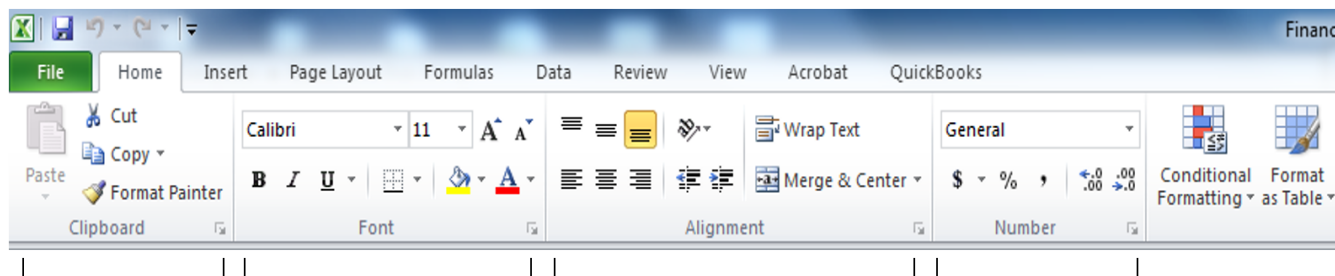 Financ
File Home Insert Page Layout Formulas Data Review View Acrobat QuickBooks
Cut
Calibri 11 A A Wrap Text General
Copy
Paste B I U A Merge & Center $ % , .0 .00 .00 .0 Conditional Formatting Format as Table
Format Painter
Clipboard Font Alignment Number